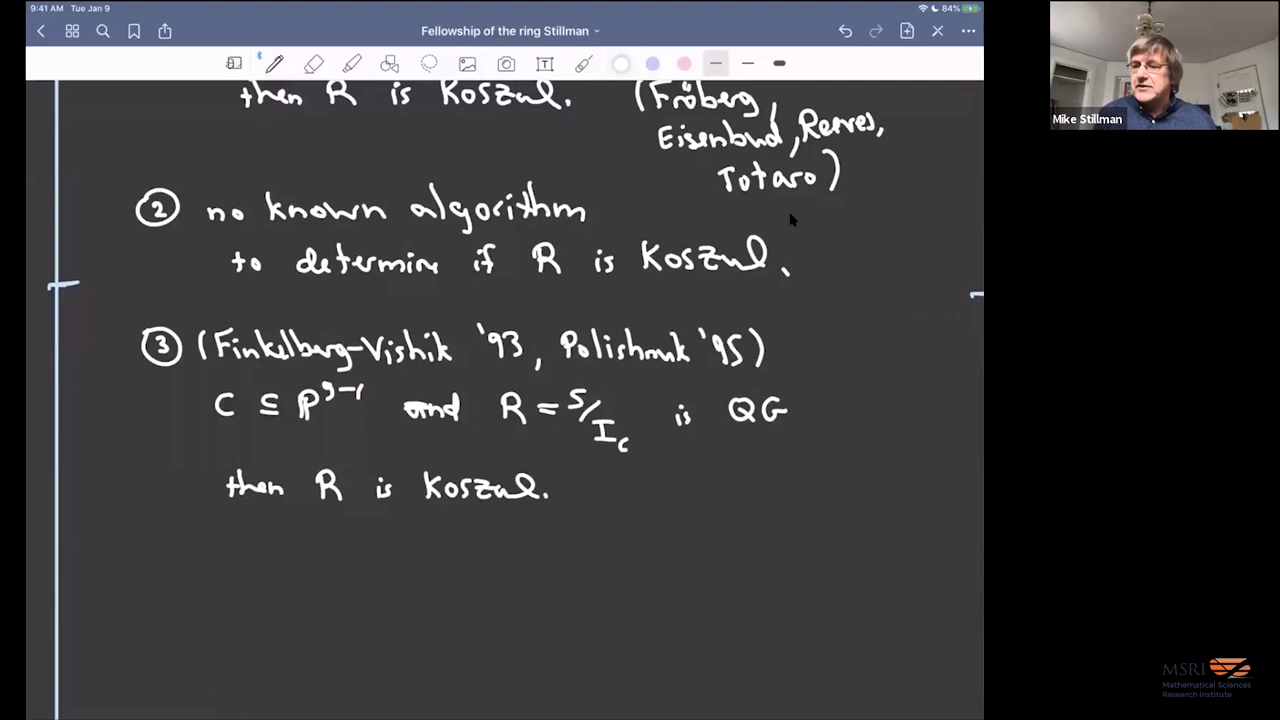 9:41 AM Tue Jan 9
84%
Fellowship of the ring Stillman
then R is Koszul. (Fröberg,
Eisenbud, Reeves,
Totaro)
② no known algorithm
to determine if R is Koszul.
③ (Finkelberg-Vishik '93, Polishchuk '95)
C ⊆ P^{g-1} and R = S/I_C is QG
then R is Koszul.
Mike Stillman
MSRI
Mathematical Sciences
Research Institute